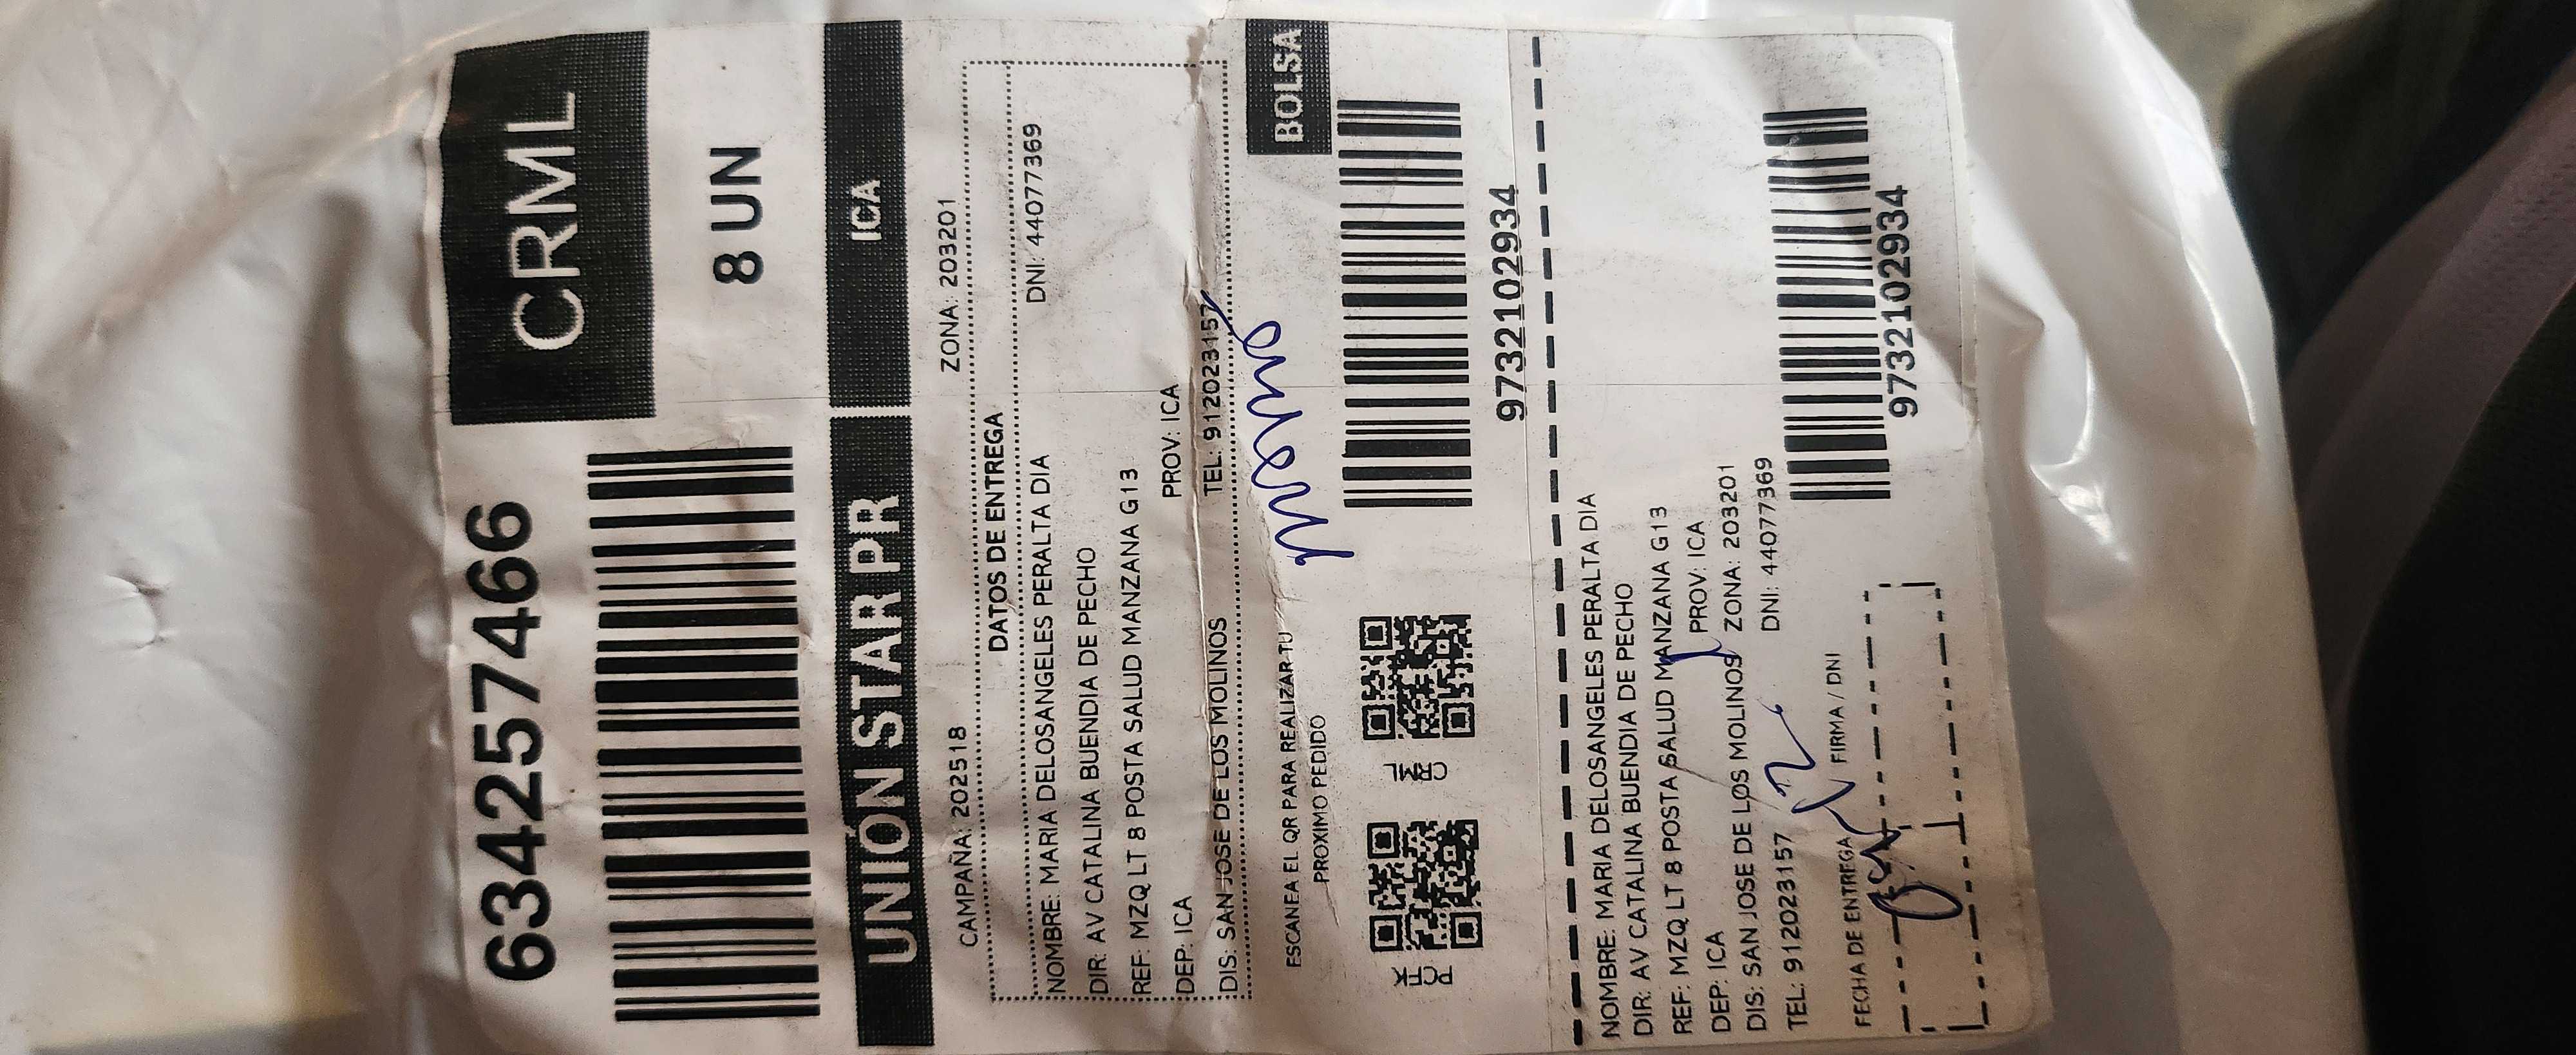 6342574 66
CRML
8 UN
UNIÓN STAR PR
ICA
CAMPAÑA: 202518 ZONA: 203201
DATOS DE ENTREGA
NOMBRE: MARIA DELOSANGELES PERALTA DIA DNI: 44077369
DIR: AV CATALINA BUENDIA DE PECHO
REF: MZQ LT 8 POSTA SALUD MANZANA G13
DEP: ICA PROV: ICA
DIS: SAN JOSE DE LOS MOLINOS TEL: 912023157
BOLSA
ESCANEA EL QR PARA REALIZAR TU
PROXIMO PEDIDO
9732102934
NOMBRE: MARIA DELOSANGELES PERALTA DIA
DIR: AV CATALINA BUENDIA DE PECHO
REF: MZQ LT 8 POSTA SALUD MANZANA G13
DEP: ICA PROV: ICA
DIS: SAN JOSE DE LOS MOLINOS ZONA: 203201
TEL: 912023157 DNI: 44077369
FECHA DE ENTREGA FIRMA / DNI
9732102934